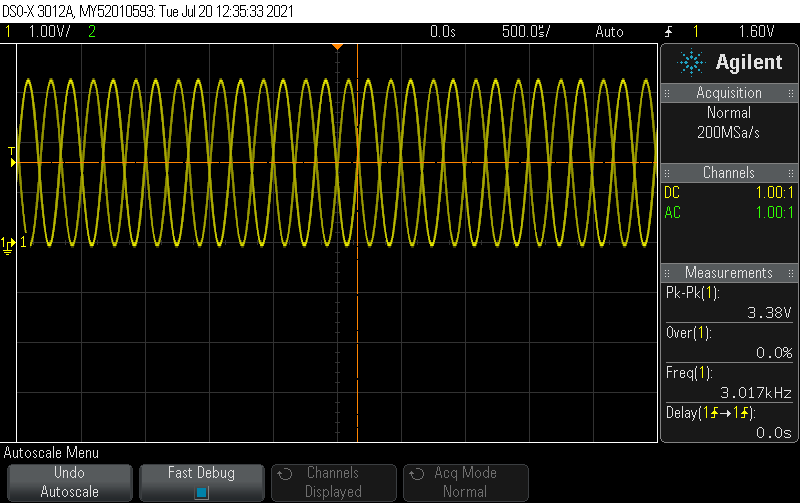 DSO-X 3012A, MY52010593: Tue Jul 20 12:35:33 2021
1 1.00V/ 2 0.0s 500.0µs/ Auto 1 1.60V
Agilent
Acquisition
Normal
200MSa/s
Channels
DC 1.00:1
AC 1.00:1
Measurements
Pk-Pk(1):
3.38V
Over(1):
0.0%
Freq(1):
3.017kHz
Delay(1→1):
0.0s
T
1 1
Autoscale Menu
Undo
Autoscale
Fast Debug
Channels
Displayed
Acq Mode
Normal